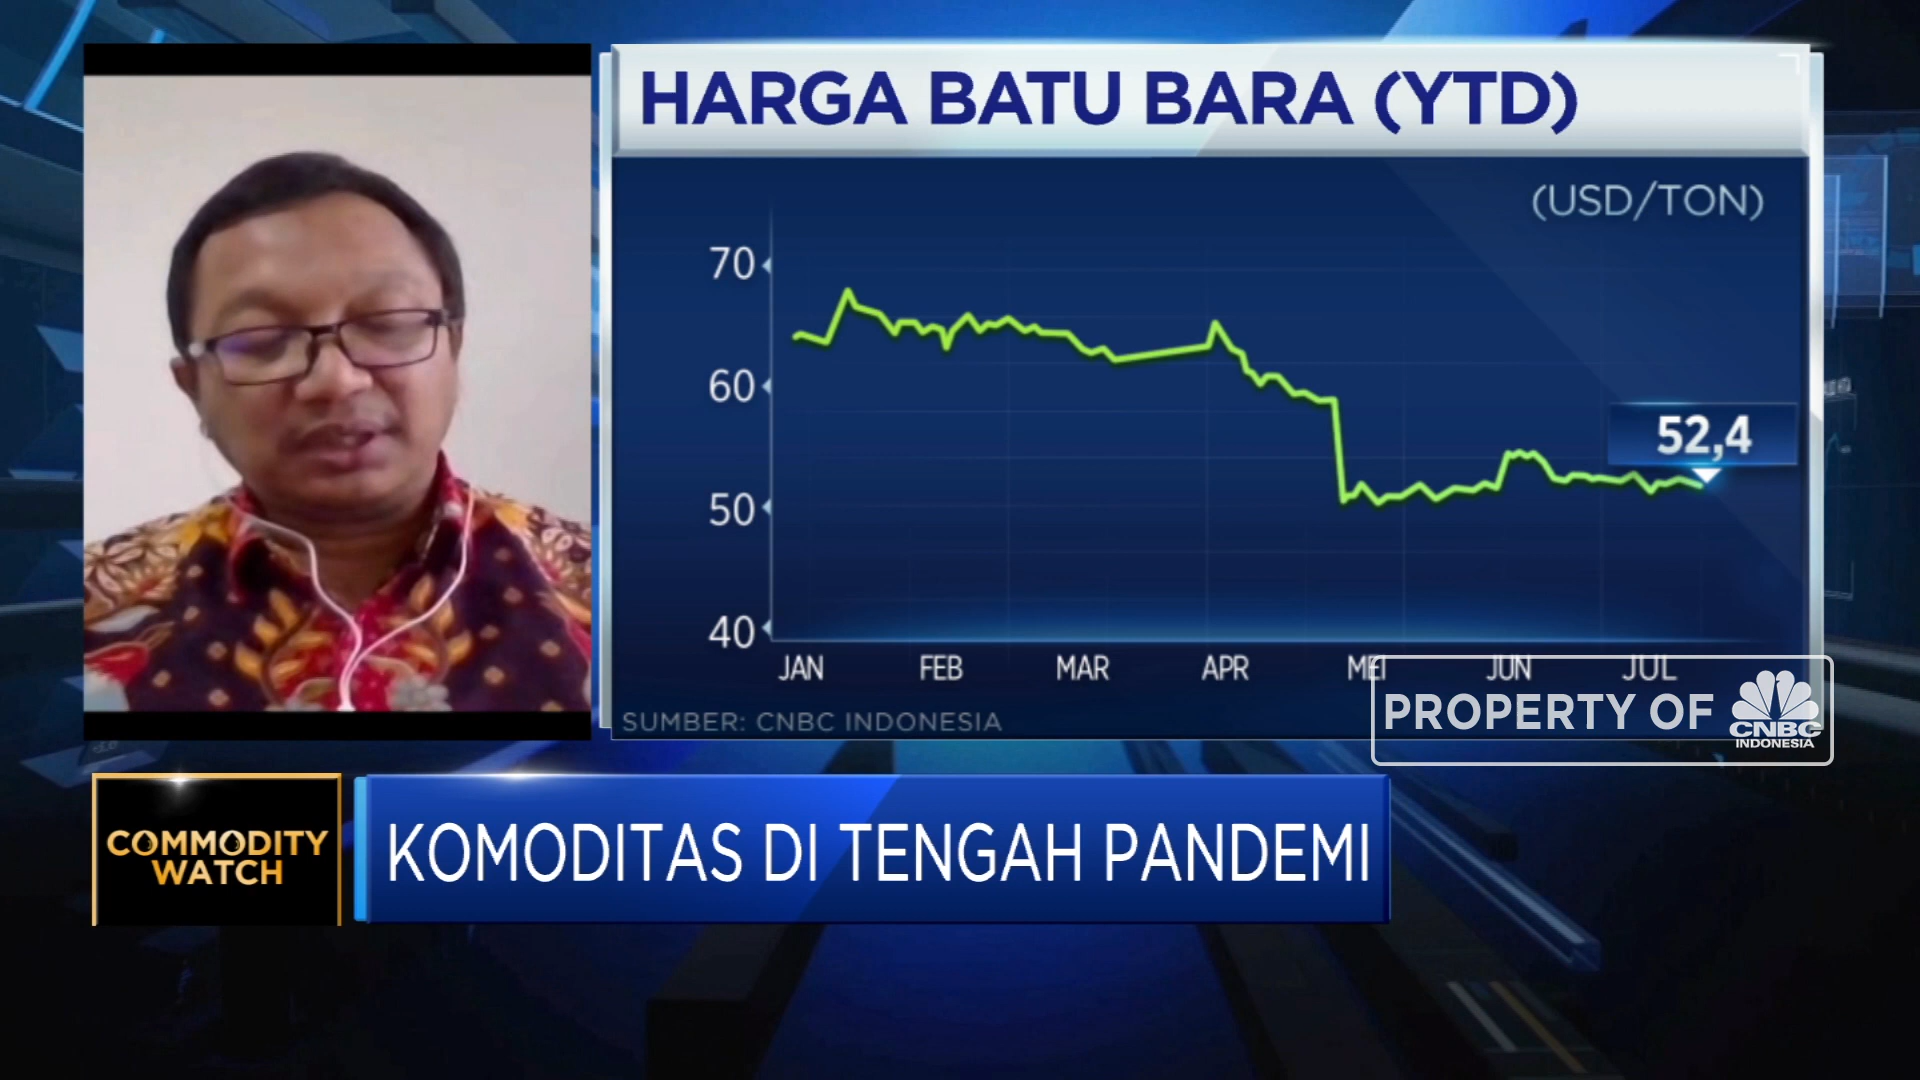 HARGA BATU BARA (YTD)
(USD/TON)
70
60
50
40
52,4
JAN FEB MAR APR MEI JUN JUL
SUMBER: CNBC INDONESIA
PROPERTY OF CNBC
INDONESIA
COMMODITY
WATCH
KOMODITAS DI TENGAH PANDEMI